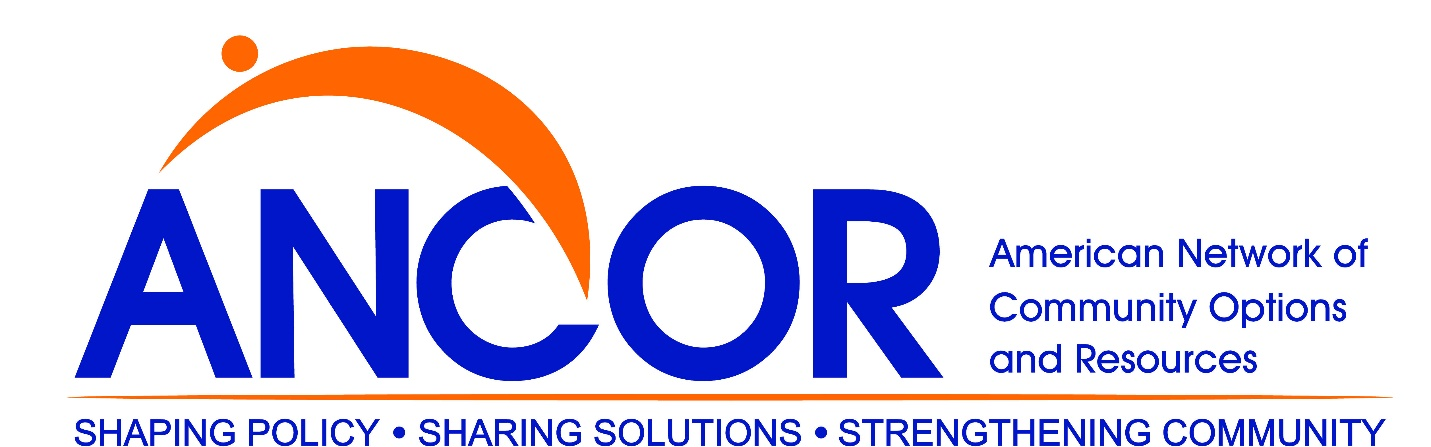 ANCOR
American Network of
Community Options
and Resources
SHAPING POLICY • SHARING SOLUTIONS • STRENGTHENING COMMUNITY